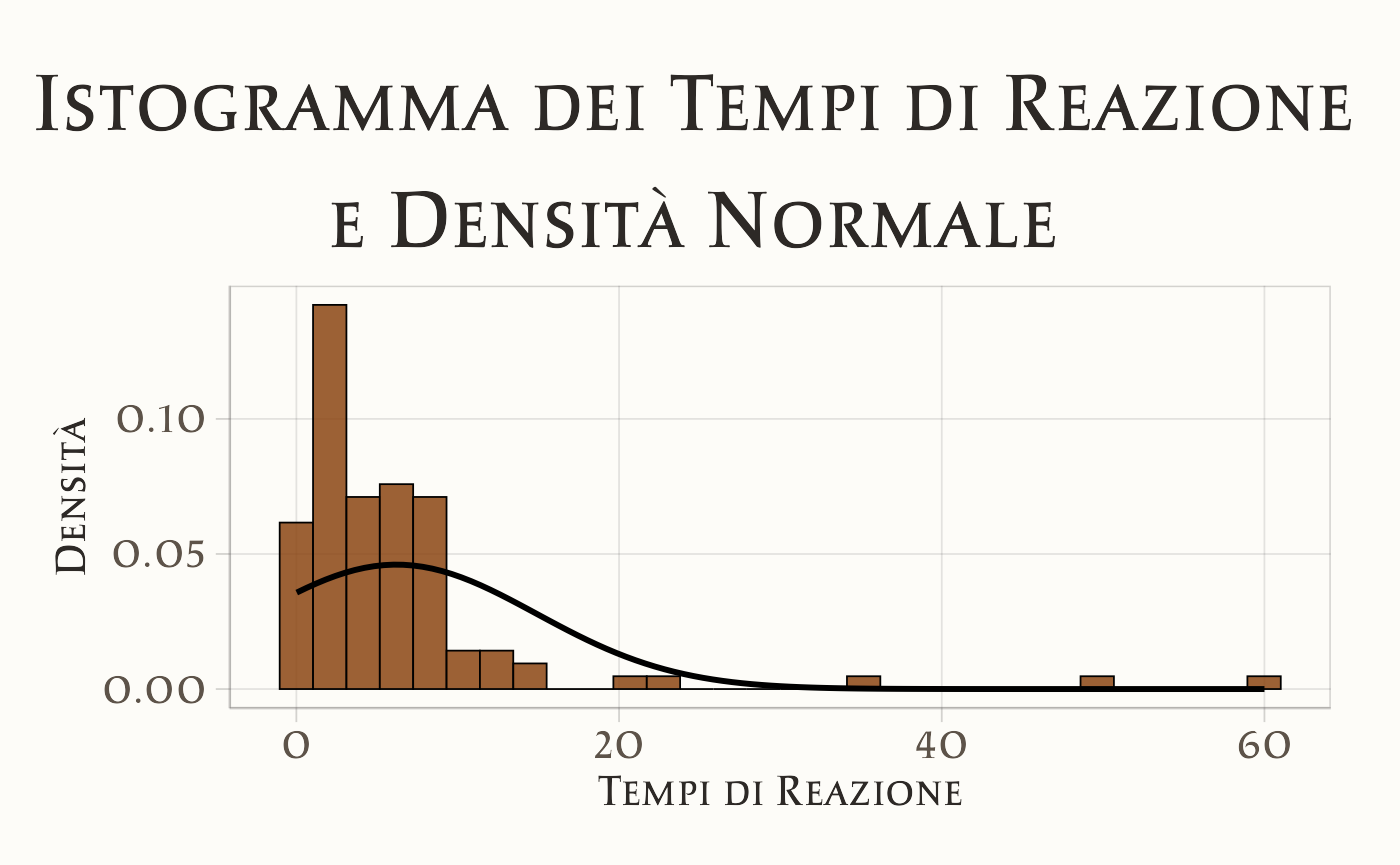 Istogramma dei Tempi di Reazione
e Densità Normale
Densità
0.10
0.05
0.00
0
20
40
60
Tempi di Reazione